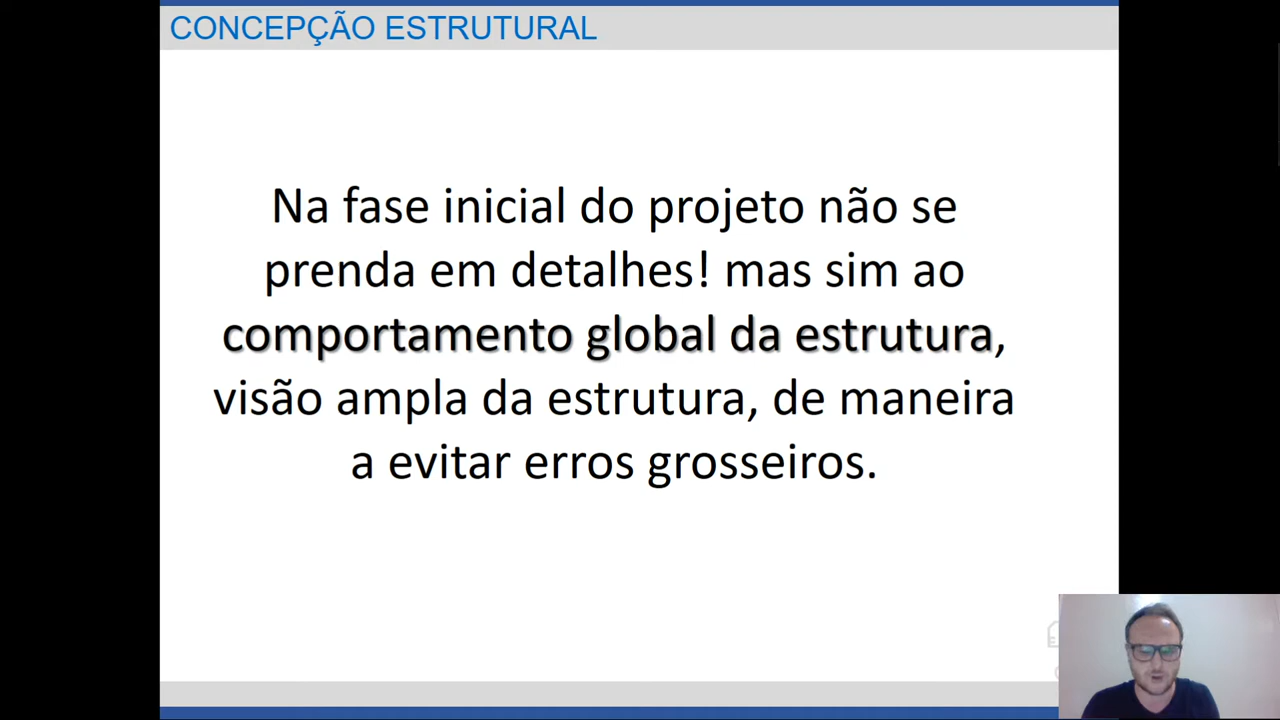 CONCEPÇÃO ESTRUTURAL
Na fase inicial do projeto não se
prenda em detalhes! mas sim ao
comportamento global da estrutura,
visão ampla da estrutura, de maneira
a evitar erros grosseiros.